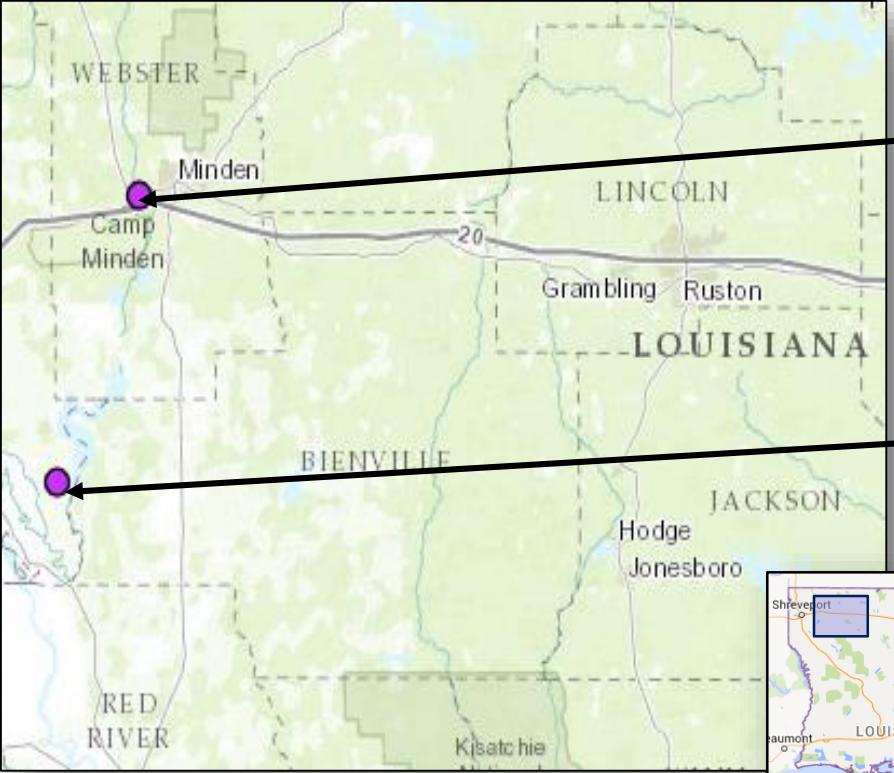 WEBSTER
Minden
LINCOLN
Camp
Minden
20
Grambling
Ruston
LOUISIANA
BIENVILLE
JACKSON
Hodge
Jonesboro
Shreveport
RED
RIVER
Kisatchie
eaumont
LOUI